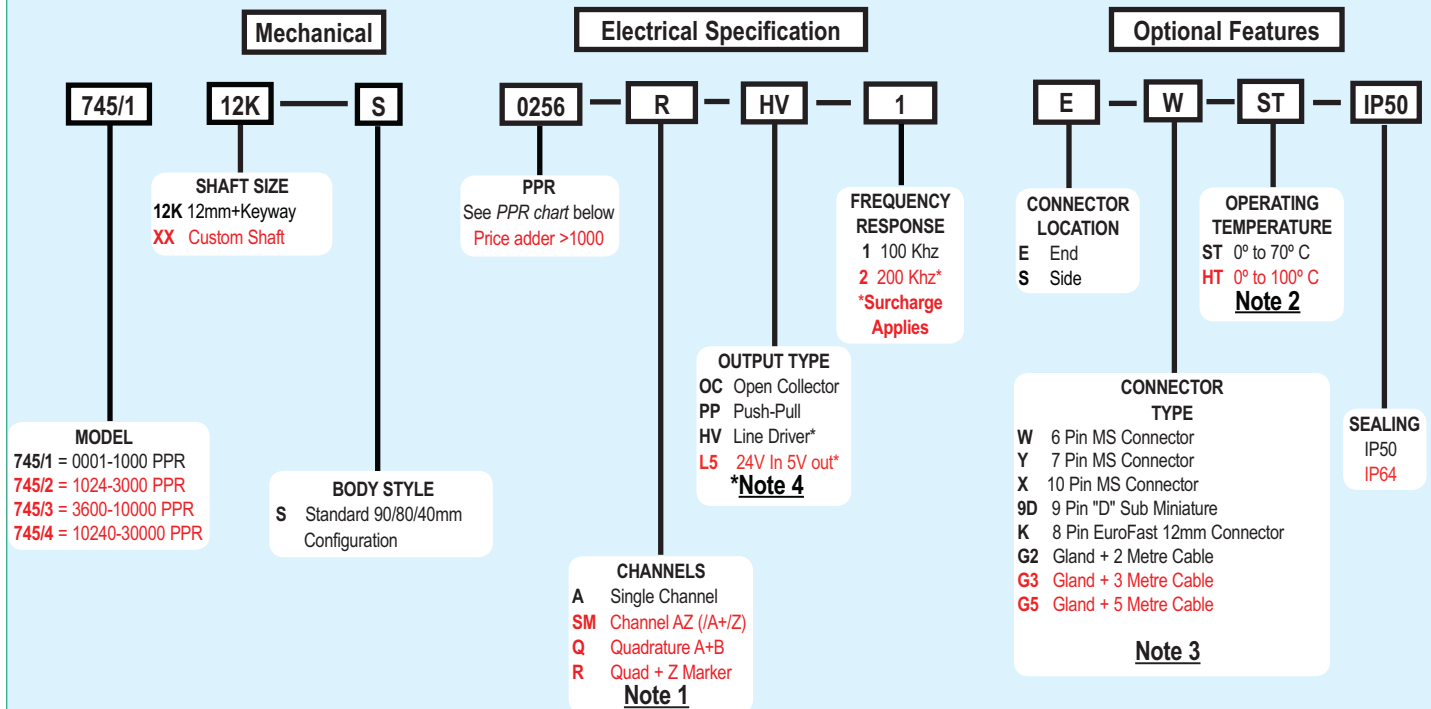 Mechanical
Electrical Specification
Optional Features
745/1
12K
S
0256
R
HV
1
E
W
ST
IP50
SHAFT SIZE
12K 12mm+Keyway
XX Custom Shaft
PPR
See PPR chart below
Price adder >1000
FREQUENCY
RESPONSE
1 100 Khz
2 200 Khz*
*Surcharge
Applies
CONNECTOR
LOCATION
E End
S Side
OPERATING
TEMPERATURE
ST 0º to 70º C
HT 0º to 100º C
Note 2
OUTPUT TYPE
OC Open Collector
PP Push-Pull
HV Line Driver*
L5 24V In 5V out*
*Note 4
CONNECTOR
TYPE
W 6 Pin MS Connector
Y 7 Pin MS Connector
X 10 Pin MS Connector
9D 9 Pin "D" Sub Miniature
K 8 Pin EuroFast 12mm Connector
G2 Gland + 2 Metre Cable
G3 Gland + 3 Metre Cable
G5 Gland + 5 Metre Cable
Note 3
SEALING
IP50
IP64
MODEL
745/1 = 0001-1000 PPR
745/2 = 1024-3000 PPR
745/3 = 3600-10000 PPR
745/4 = 10240-30000 PPR
BODY STYLE
S Standard 90/80/40mm
Configuration
CHANNELS
A Single Channel
SM Channel AZ (/A+/Z)
Q Quadrature A+B
R Quad + Z Marker
Note 1